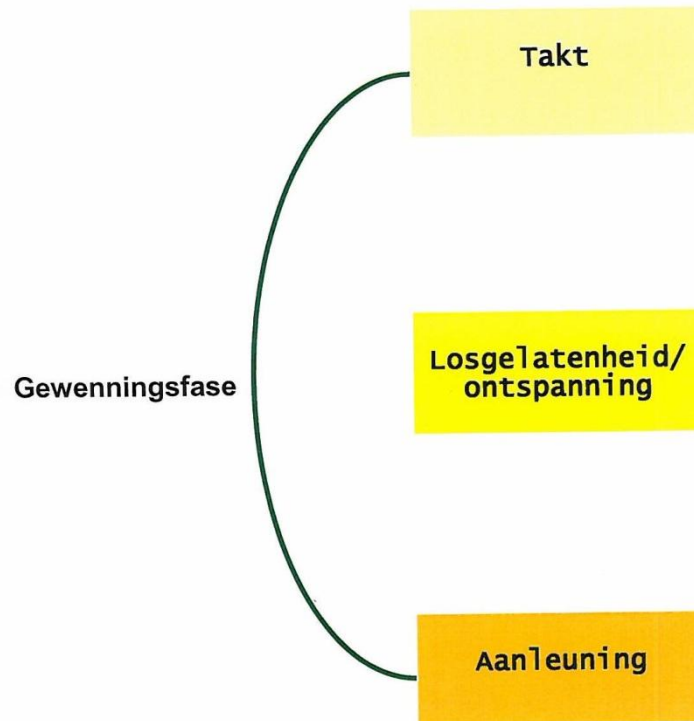 Takt
Losgelatenheid/
ontspanning
Gewenningsfase
Aanleuning